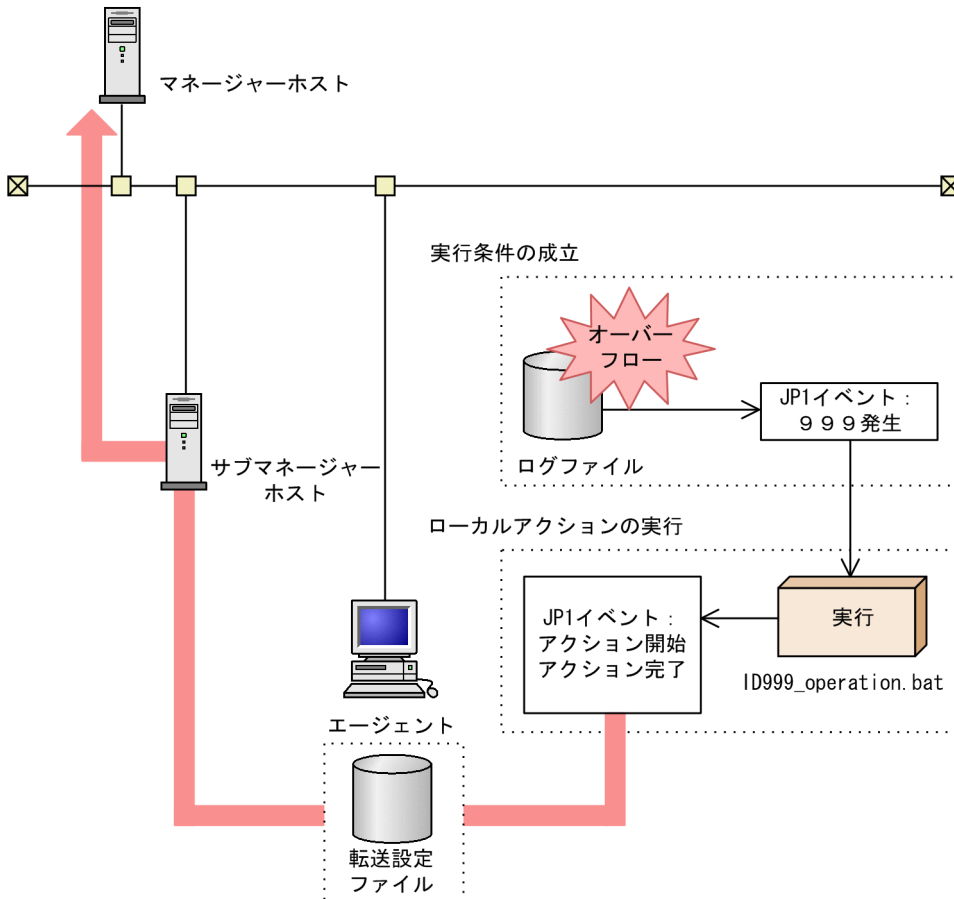 マネージャーホスト
実行条件の成立
オーバー
フロー
JP1イベント：
９９９発生
ログファイル
サブマネージャー
ホスト
ローカルアクションの実行
実行
JP1イベント：
アクション開始
アクション完了
ID999_operation.bat
エージェント
転送設定
ファイル